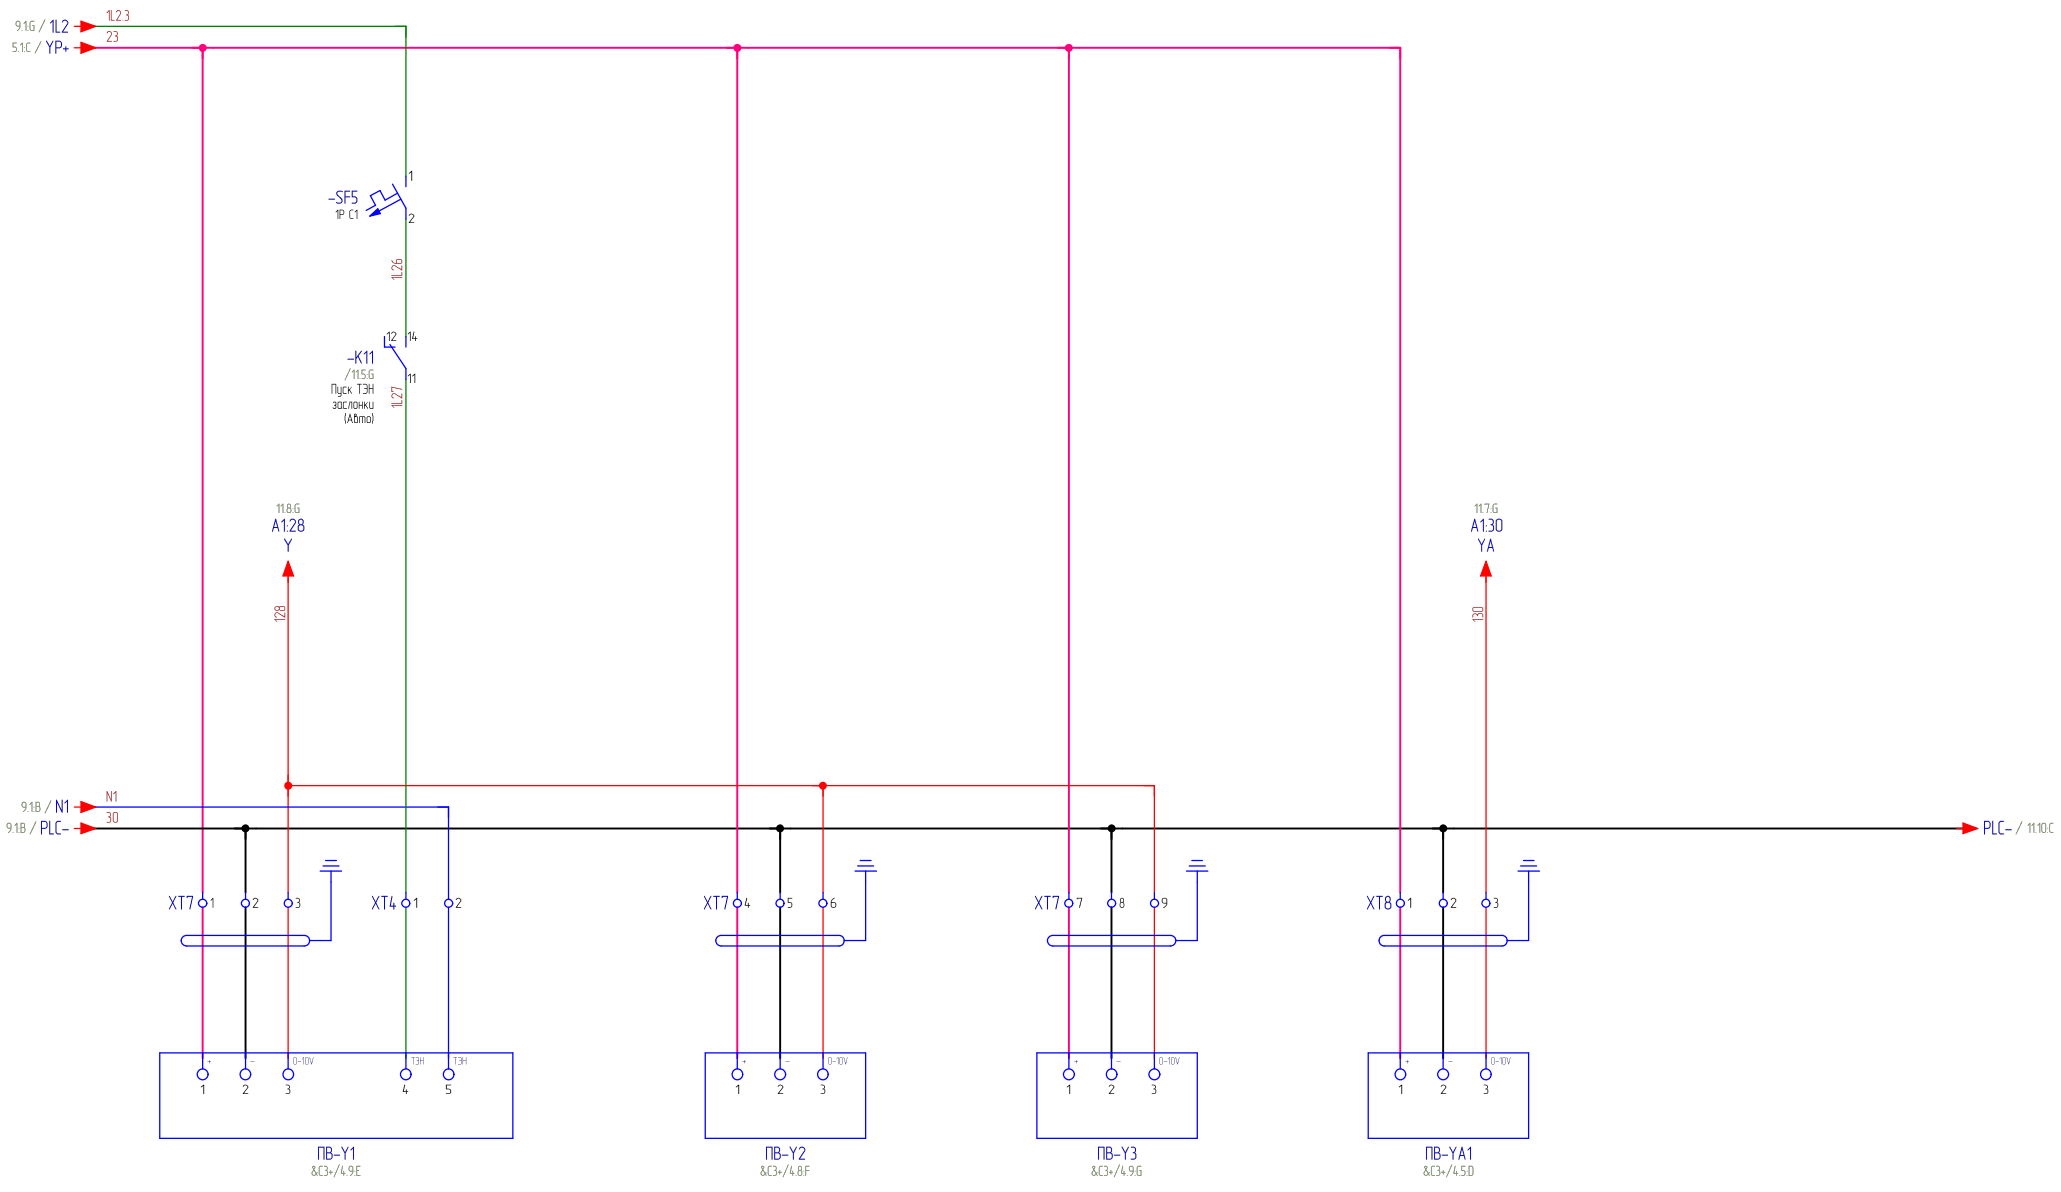 1L2.3
9.1:G / 1L2
23
5.1:C / YP+
1
-SF5
1P C1
2
1L26
12 14
-K11
/11.5:G
11
Пуск ТЭН
заслонки
(Авто)
1L27
11.8:G
A1:28
Y
128
11.7:G
A1:30
YA
130
N1
9.1:B / N1
30
9.1:B / PLC-
PLC- / 11.10:C
XT7 1 2 3
XT4 1 2
XT7 4 5 6
XT7 7 8 9
XT8 1 2 3
+ - 0-10V ТЭН ТЭН
1 2 3 4 5
+ - 0-10V
1 2 3
+ - 0-10V
1 2 3
+ - 0-10V
1 2 3
ПВ-Y1
&C3+/4.9:E
ПВ-Y2
&C3+/4.8:F
ПВ-Y3
&C3+/4.9:G
ПВ-YA1
&C3+/4.5:D